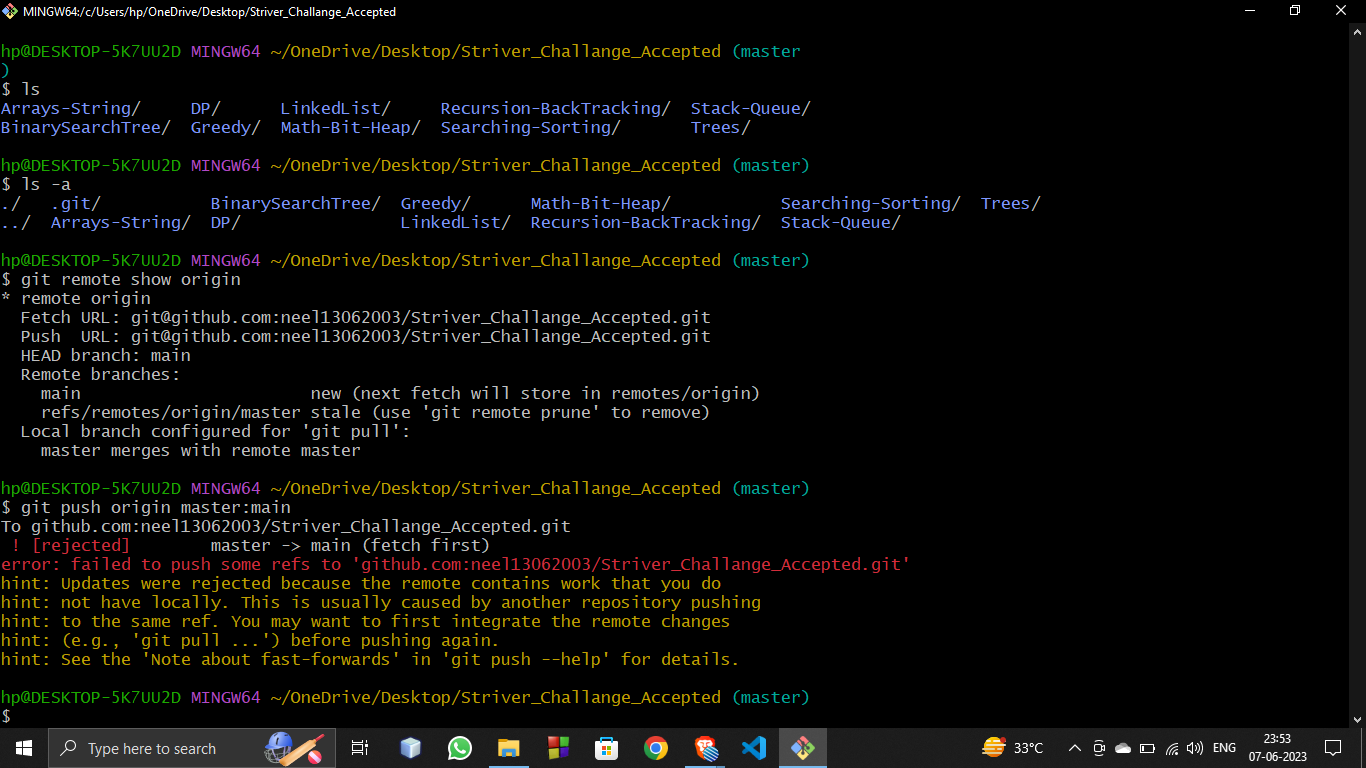 MINGW64:/c/Users/hp/OneDrive/Desktop/Striver_Challange_Accepted
hp@DESKTOP-5K7UU2D MINGW64 ~/OneDrive/Desktop/Striver_Challange_Accepted (master
)
$ ls
Arrays-String/     DP/      LinkedList/     Recursion-BackTracking/  Stack-Queue/
BinarySearchTree/  Greedy/  Math-Bit-Heap/  Searching-Sorting/       Trees/
hp@DESKTOP-5K7UU2D MINGW64 ~/OneDrive/Desktop/Striver_Challange_Accepted (master)
$ ls -a
./   .git/           BinarySearchTree/  Greedy/      Math-Bit-Heap/           Searching-Sorting/  Trees/
../  Arrays-String/  DP/                LinkedList/  Recursion-BackTracking/  Stack-Queue/
hp@DESKTOP-5K7UU2D MINGW64 ~/OneDrive/Desktop/Striver_Challange_Accepted (master)
$ git remote show origin
* remote origin
  Fetch URL: git@github.com:neel13062003/Striver_Challange_Accepted.git
  Push  URL: git@github.com:neel13062003/Striver_Challange_Accepted.git
  HEAD branch: main
  Remote branches:
    main                       new (next fetch will store in remotes/origin)
    refs/remotes/origin/master stale (use 'git remote prune' to remove)
  Local branch configured for 'git pull':
    master merges with remote master
hp@DESKTOP-5K7UU2D MINGW64 ~/OneDrive/Desktop/Striver_Challange_Accepted (master)
$ git push origin master:main
To github.com:neel13062003/Striver_Challange_Accepted.git
 ! [rejected]        master -> main (fetch first)
error: failed to push some refs to 'github.com:neel13062003/Striver_Challange_Accepted.git'
hint: Updates were rejected because the remote contains work that you do
hint: not have locally. This is usually caused by another repository pushing
hint: to the same ref. You may want to first integrate the remote changes
hint: (e.g., 'git pull ...') before pushing again.
hint: See the 'Note about fast-forwards' in 'git push --help' for details.
hp@DESKTOP-5K7UU2D MINGW64 ~/OneDrive/Desktop/Striver_Challange_Accepted (master)
$
Type here to search
33°C
ENG
23:53
07-06-2023